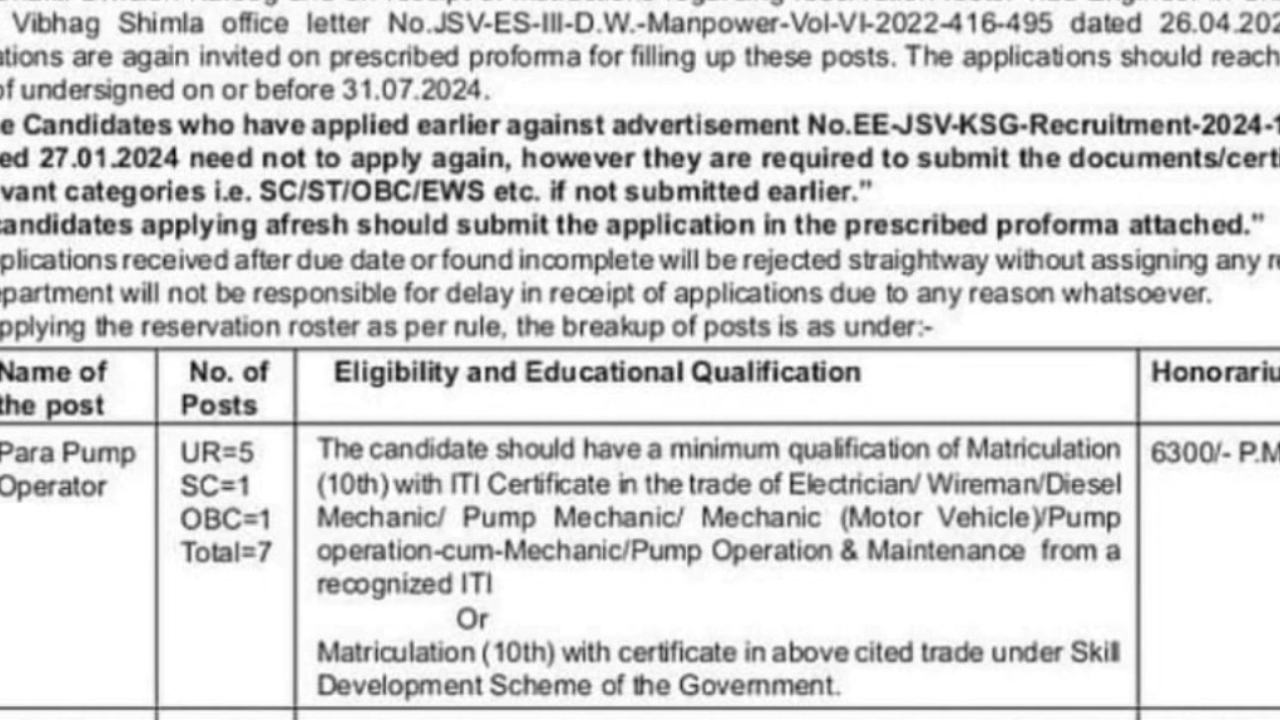 Vibhag Shimla office letter No.JSV-ES-III-D.W.-Manpower-Vol-VI-2022-416-495 dated 26.04.202
tions are again invited on prescribed proforma for filling up these posts. The applications should reach
of undersigned on or before 31.07.2024.
e Candidates who have applied earlier against advertisement No.EE-JSV-KSG-Recruitment-2024-1
ed 27.01.2024 need not to apply again, however they are required to submit the documents/certi
vant categories i.e. SC/ST/OBC/EWS etc. if not submitted earlier."
candidates applying afresh should submit the application in the prescribed proforma attached."
plications received after due date or found incomplete will be rejected straightway without assigning any re
partment will not be responsible for delay in receipt of applications due to any reason whatsoever.
pplying the reservation roster as per rule, the breakup of posts is as under:-
Name of the post
No. of Posts
Eligibility and Educational Qualification
Honorariu
Para Pump
Operator
UR=5
SC=1
OBC=1
Total=7
The candidate should have a minimum qualification of Matriculation
(10th) with ITI Certificate in the trade of Electrician/ Wireman/Diesel
Mechanic/ Pump Mechanic/ Mechanic (Motor Vehicle)/Pump
operation-cum-Mechanic/Pump Operation & Maintenance from a
recognized ITI
Or
Matriculation (10th) with certificate in above cited trade under Skill
Development Scheme of the Government.
6300/- P.M